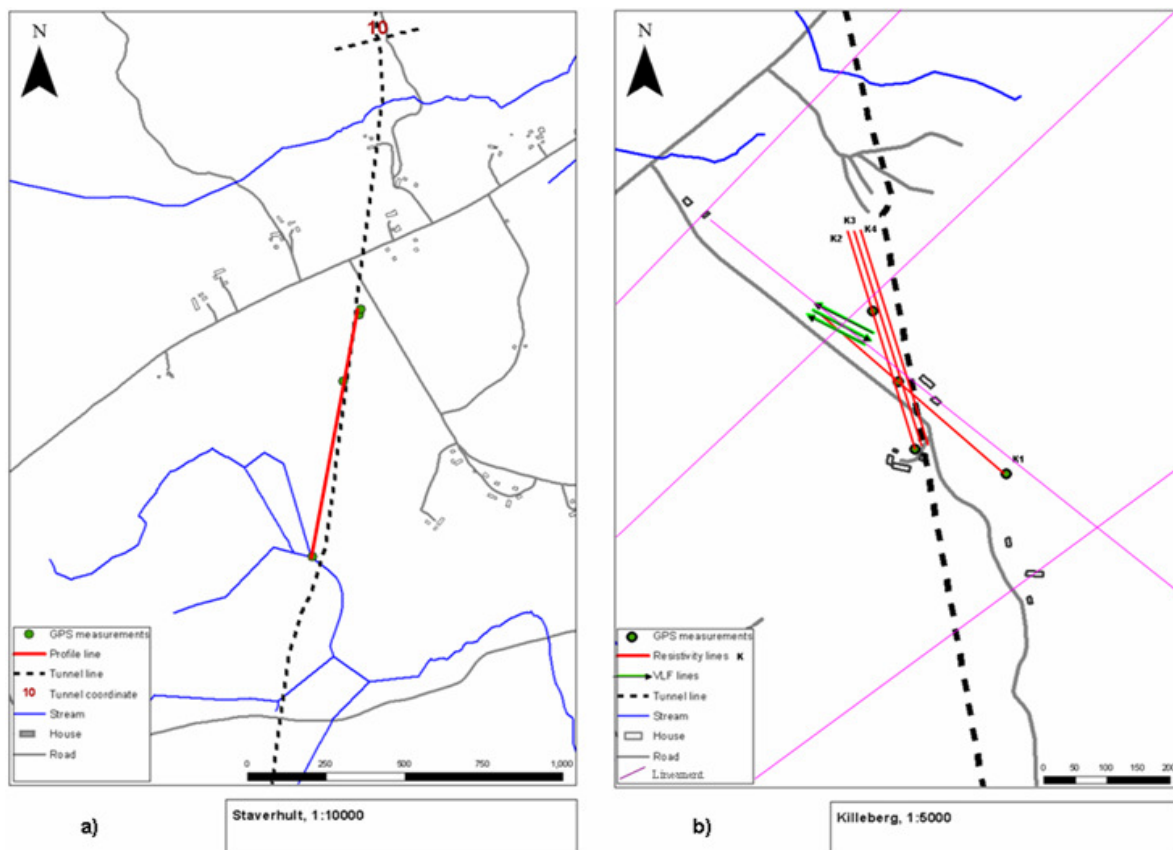 N
10
GPS measurements
Profile line
Tunnel line
10 Tunnel coordinate
Stream
House
Road
0 250 500 750 1,000
a)
Staverhult, 1:10000
N
K3
K2 K4
K1
GPS measurements
Resistivity lines K
VLF lines
Tunnel line
Stream
House
Road
Lineament
0 50 100 150 200
b)
Killeberg, 1:5000